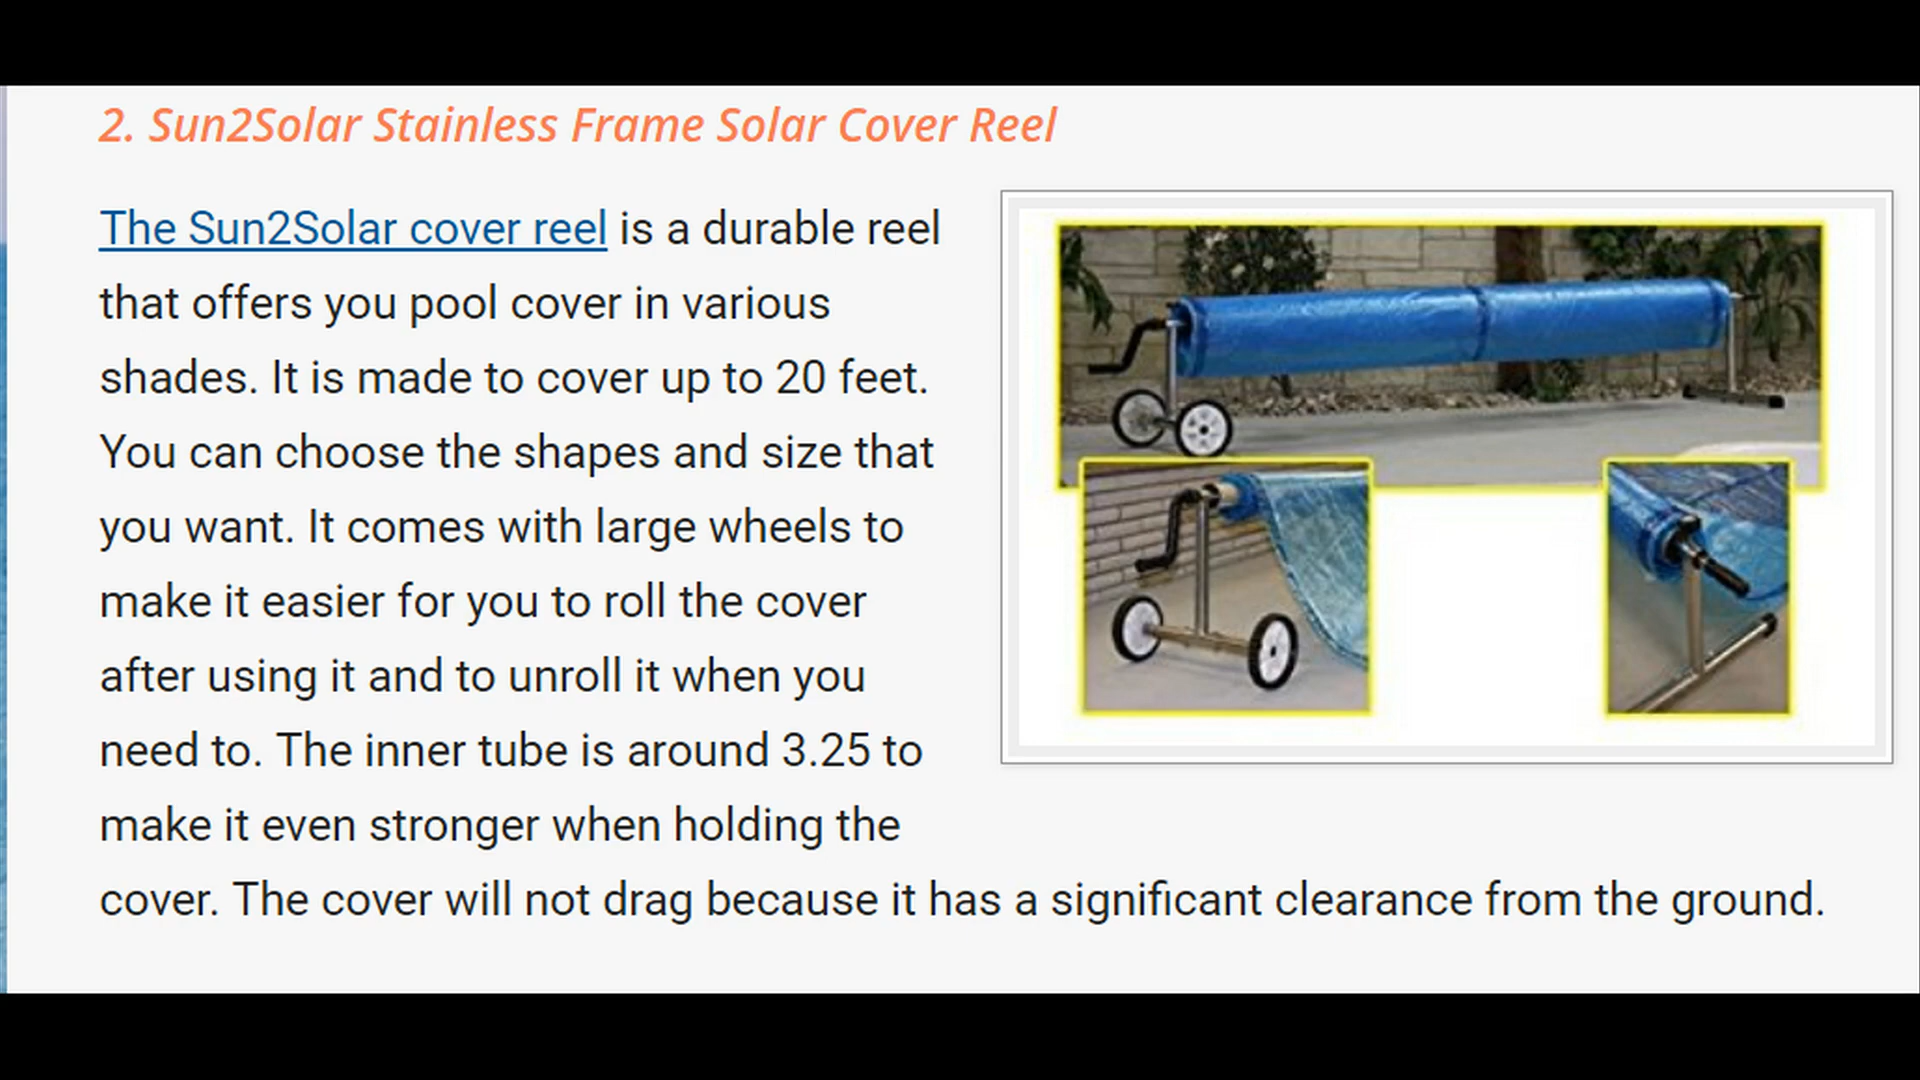 2. Sun2Solar Stainless Frame Solar Cover Reel
The Sun2Solar cover reel is a durable reel
that offers you pool cover in various
shades. It is made to cover up to 20 feet.
You can choose the shapes and size that
you want. It comes with large wheels to
make it easier for you to roll the cover
after using it and to unroll it when you
need to. The inner tube is around 3.25 to
make it even stronger when holding the
cover. The cover will not drag because it has a significant clearance from the ground.